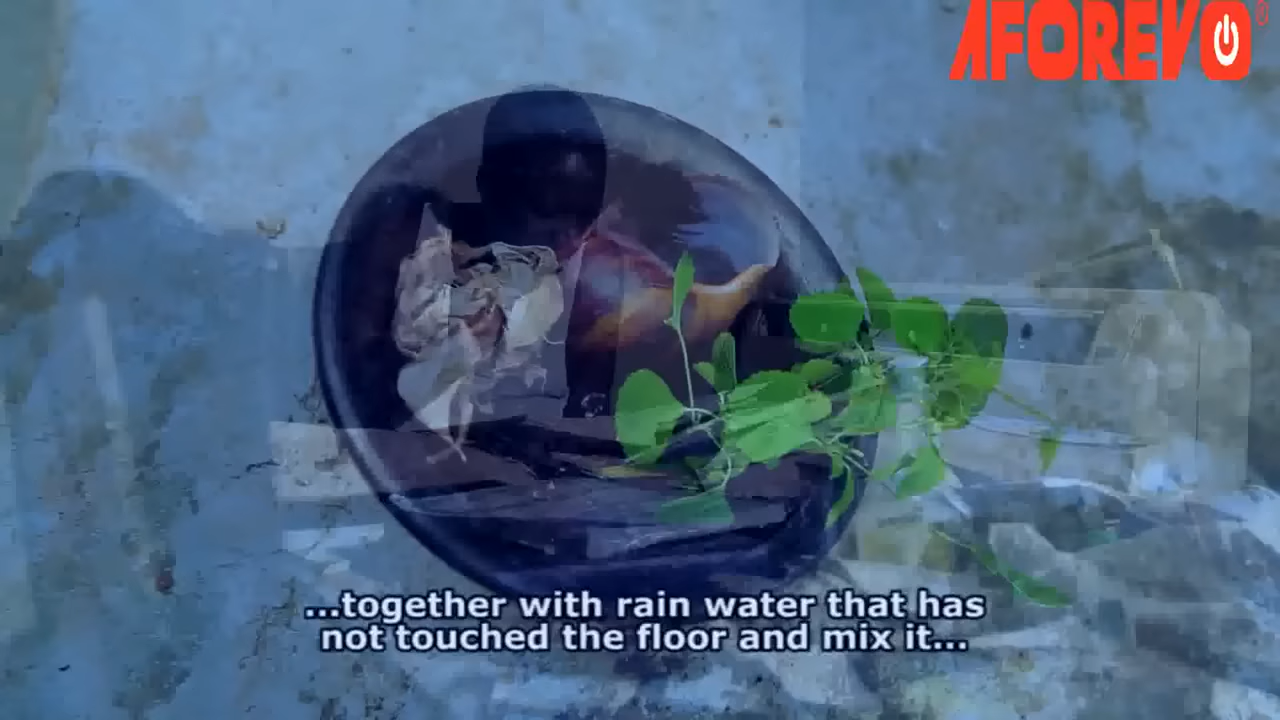 AFOREVO
...together with rain water that has
not touched the floor and mix it...